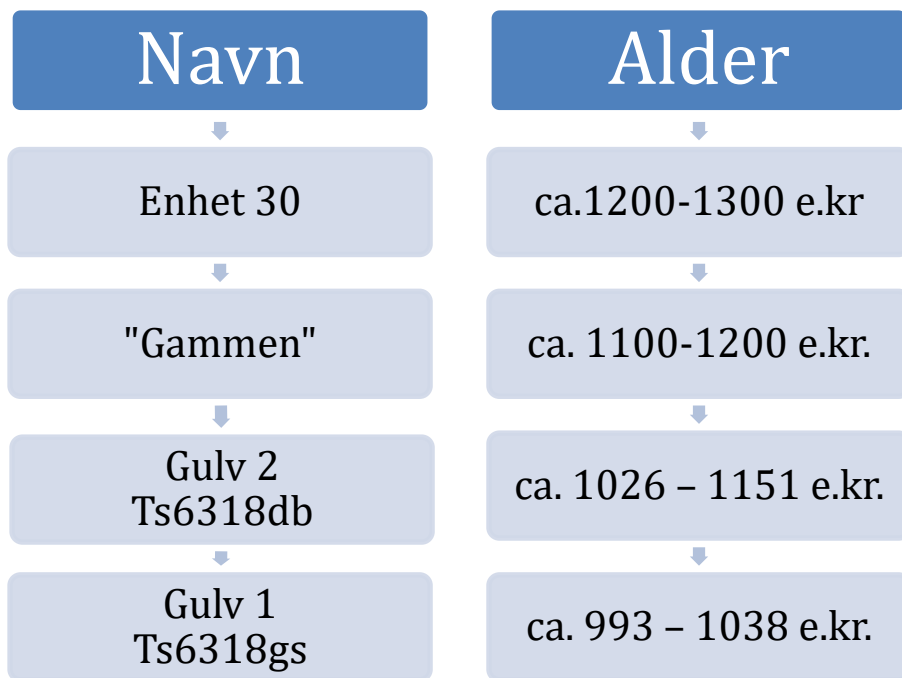 Navn
Enhet 30
"Gammen"
Gulv 2
Ts6318db
Gulv 1
Ts6318gs
Alder
ca.1200-1300 e.kr
ca. 1100-1200 e.kr.
ca. 1026 – 1151 e.kr.
ca. 993 – 1038 e.kr.